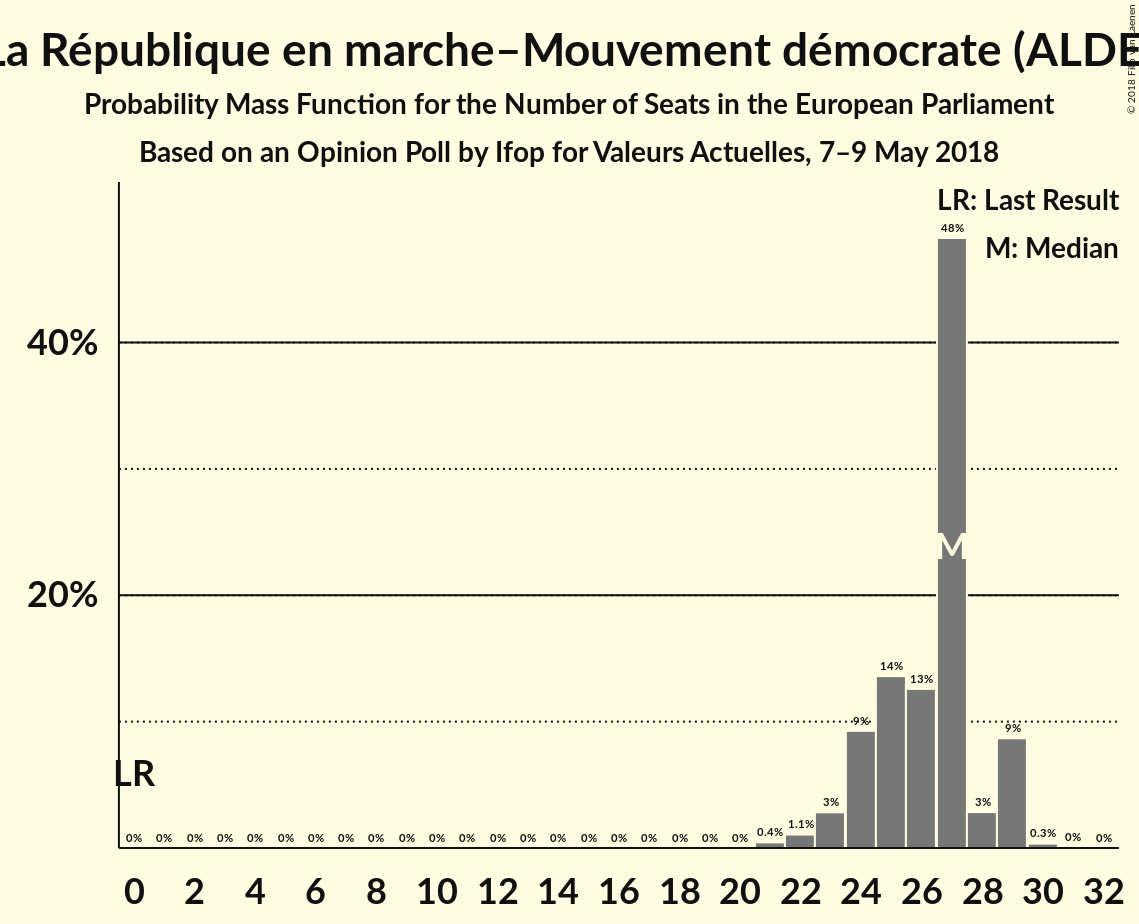 La République en marche–Mouvement démocrate (ALDE
Probability Mass Function for the Number of Seats in the European Parliament
Based on an Opinion Poll by Ifop for Valeurs Actuelles, 7–9 May 2018
© 2018
LR: Last Result
M: Median
48%
40%
M
20%
14%
13%
9%
9%
LR
3%
3%
0% 0% 0% 0% 0% 0% 0% 0% 0% 0% 0% 0% 0% 0% 0% 0% 0% 0% 0% 0% 0% 0.4% 1.1% 0.3% 0% 0%
0 2 4 6 8 10 12 14 16 18 20 22 24 26 28 30 32